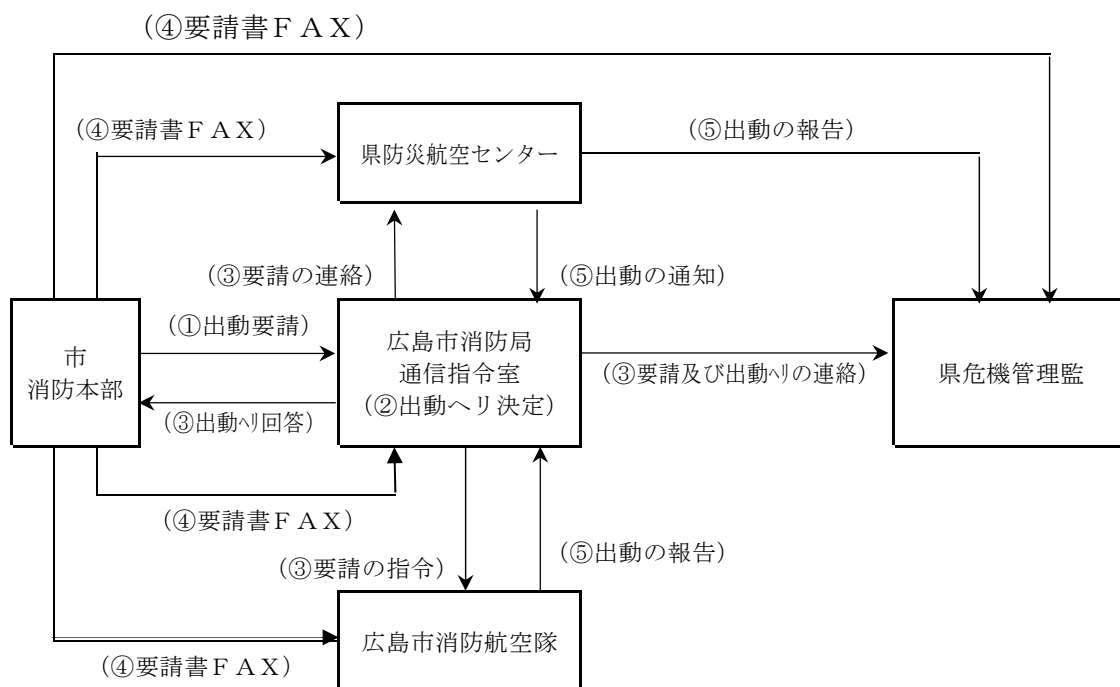 （④要請書ＦＡＸ）
（④要請書ＦＡＸ）
（⑤出動の報告）
県防災航空センター
（③要請の連絡）
（⑤出動の通知）
（①出動要請）
市
消防本部
広島市消防局
通信指令室
（②出動ヘリ決定）
（③要請及び出動ﾍﾘの連絡）
県危機管理監
（③出動ﾍﾘ回答）
（④要請書ＦＡＸ）
（③要請の指令）
（⑤出動の報告）
広島市消防航空隊
（④要請書ＦＡＸ）